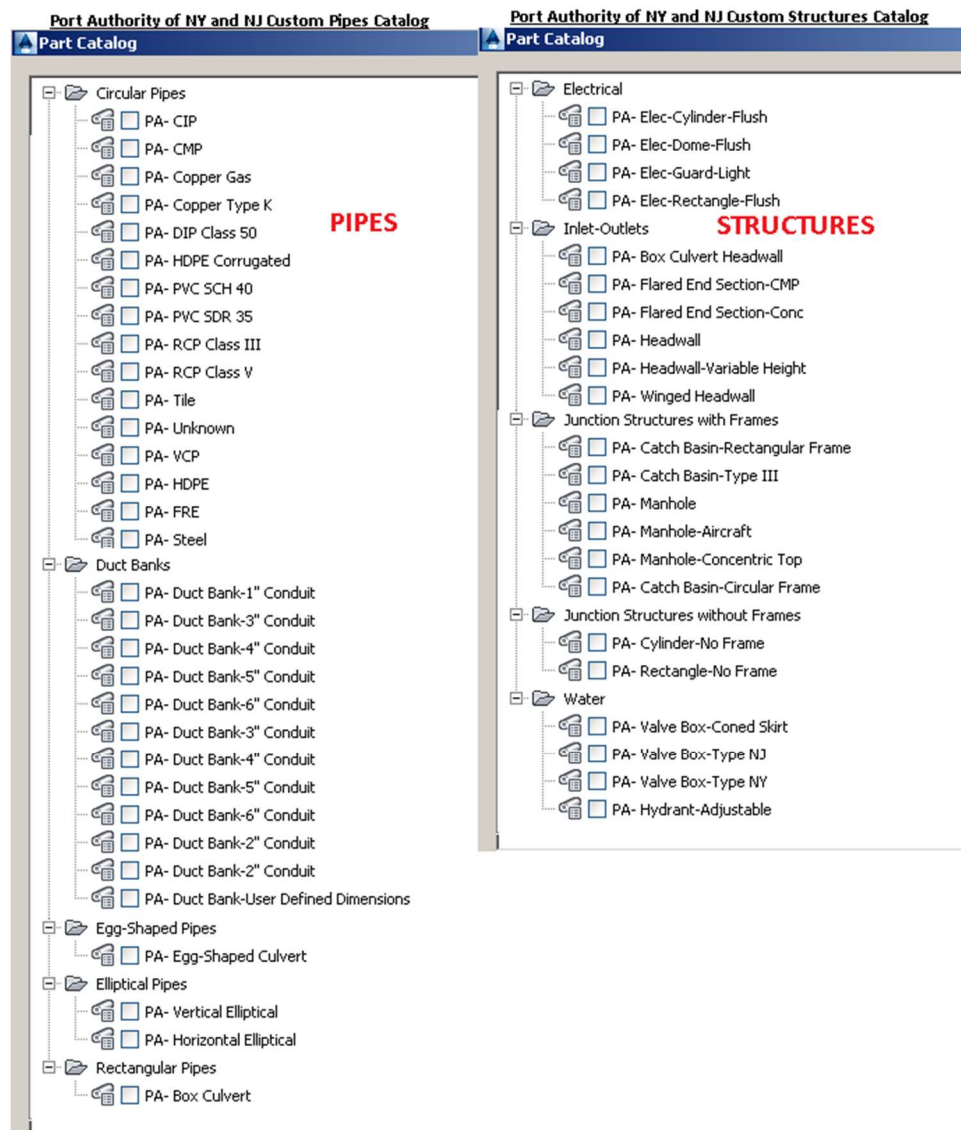 Port Authority of NY and NJ Custom Pipes Catalog
Part Catalog
Circular Pipes
PA- CIP
PA- CMP
PA- Copper Gas
PA- Copper Type K
PIPES
PA- DIP Class 50
PA- HDPE Corrugated
PA- PVC SCH 40
PA- PVC SDR 35
PA- RCP Class III
PA- RCP Class V
PA- Tile
PA- Unknown
PA- VCP
PA- HDPE
PA- FRE
PA- Steel
Duct Banks
PA- Duct Bank-1" Conduit
PA- Duct Bank-3" Conduit
PA- Duct Bank-4" Conduit
PA- Duct Bank-5" Conduit
PA- Duct Bank-6" Conduit
PA- Duct Bank-3" Conduit
PA- Duct Bank-4" Conduit
PA- Duct Bank-5" Conduit
PA- Duct Bank-6" Conduit
PA- Duct Bank-2" Conduit
PA- Duct Bank-2" Conduit
PA- Duct Bank-User Defined Dimensions
Egg-Shaped Pipes
PA- Egg-Shaped Culvert
Elliptical Pipes
PA- Vertical Elliptical
PA- Horizontal Elliptical
Rectangular Pipes
PA- Box Culvert
Port Authority of NY and NJ Custom Structures Catalog
Part Catalog
Electrical
PA- Elec-Cylinder-Flush
PA- Elec-Dome-Flush
PA- Elec-Guard-Light
PA- Elec-Rectangle-Flush
Inlet-Outlets
STRUCTURES
PA- Box Culvert Headwall
PA- Flared End Section-CMP
PA- Flared End Section-Conc
PA- Headwall
PA- Headwall-Variable Height
PA- Winged Headwall
Junction Structures with Frames
PA- Catch Basin-Rectangular Frame
PA- Catch Basin-Type III
PA- Manhole
PA- Manhole-Aircraft
PA- Manhole-Concentric Top
PA- Catch Basin-Circular Frame
Junction Structures without Frames
PA- Cylinder-No Frame
PA- Rectangle-No Frame
Water
PA- Valve Box-Coned Skirt
PA- Valve Box-Type NJ
PA- Valve Box-Type NY
PA- Hydrant-Adjustable